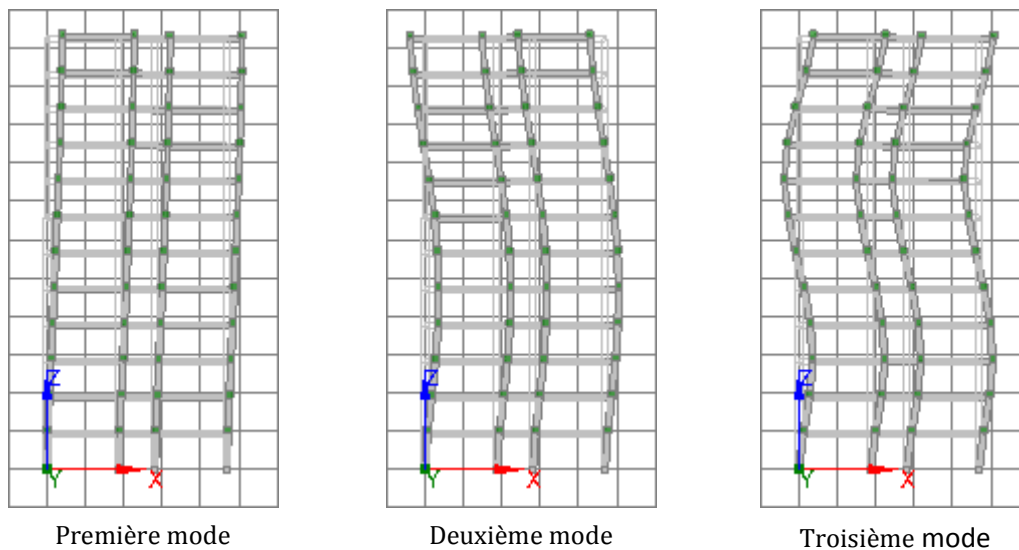 Z Y X
Z Y X
Z Y X
Première mode
Deuxième mode
Troisième mode